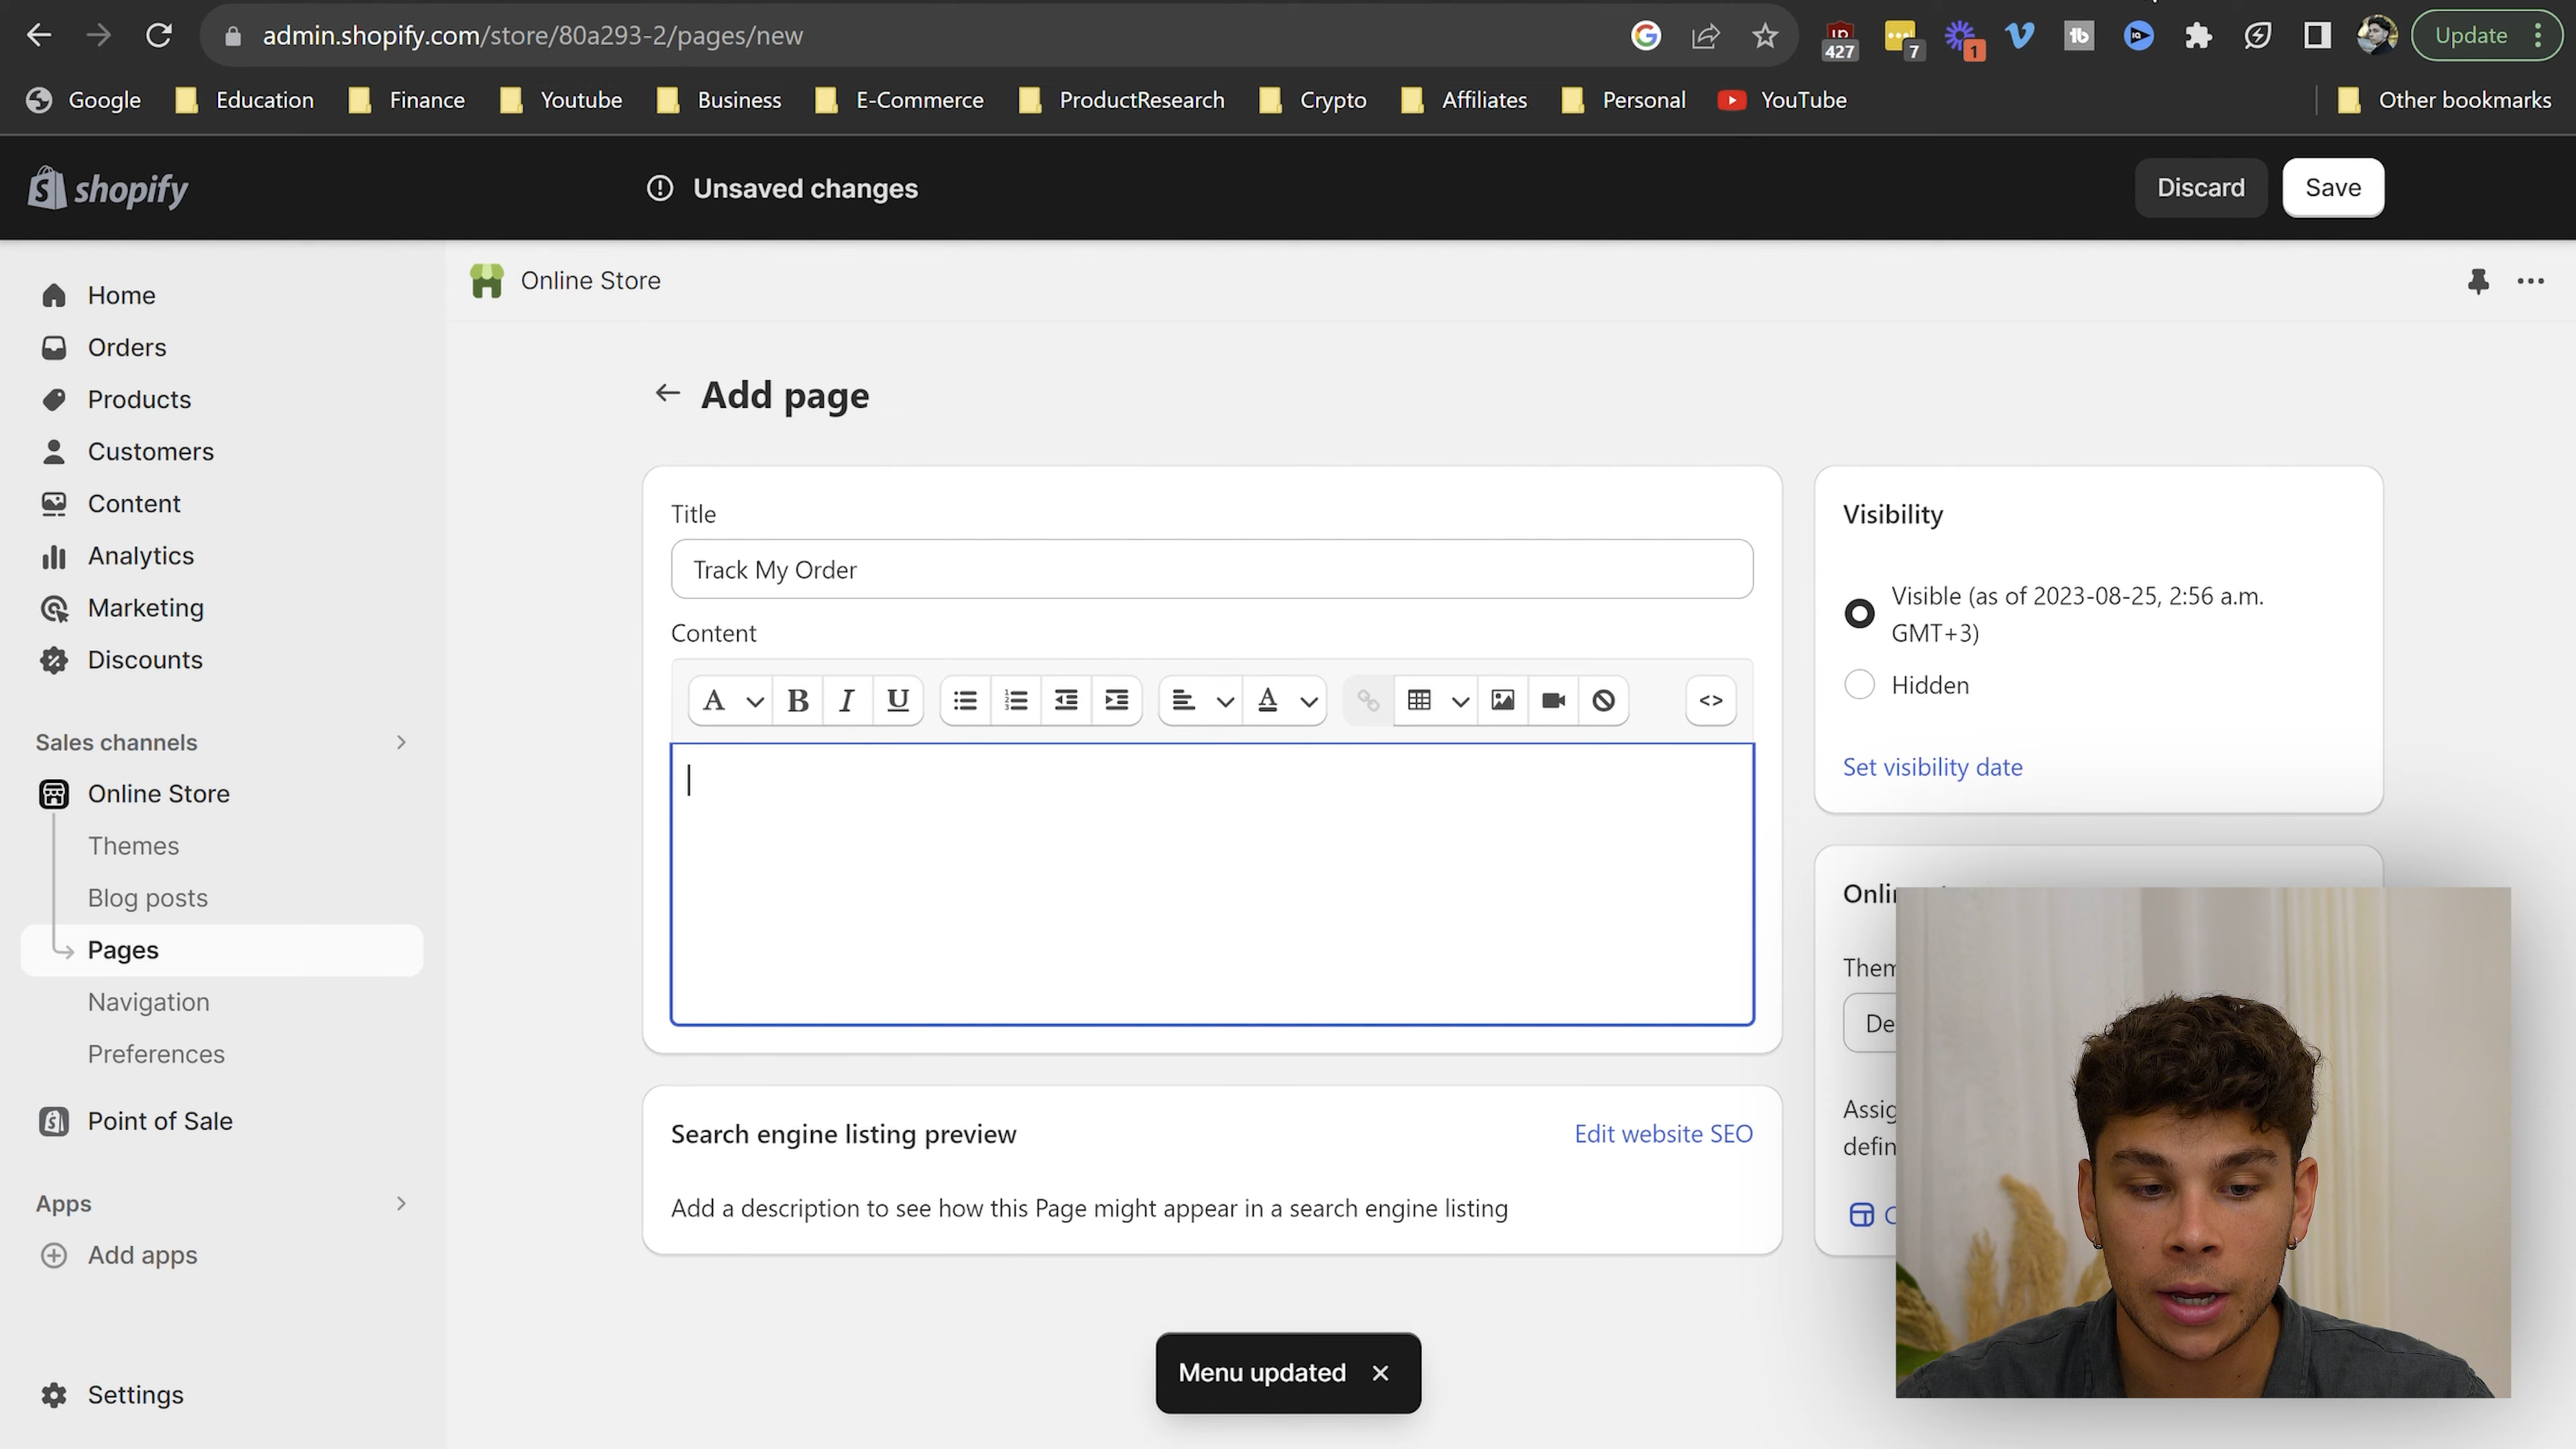 admin.shopify.com/store/80a293-2/pages/new
427
7
1
Update
Google
Education
Finance
Youtube
Business
E-Commerce
ProductResearch
Crypto
Affiliates
Personal
YouTube
Other bookmarks
shopify
Unsaved changes
Discard
Save
Home
Orders
Products
Customers
Content
Analytics
Marketing
Discounts
Sales channels
Online Store
Themes
Blog posts
Pages
Navigation
Preferences
Point of Sale
Apps
Add apps
Settings
Online Store
Add page
Title
Track My Order
Content
A B I U A <>
Search engine listing preview
Edit website SEO
Add a description to see how this Page might appear in a search engine listing
Menu updated
Visibility
Visible (as of 2023-08-25, 2:56 a.m.
GMT+3)
Hidden
Set visibility date